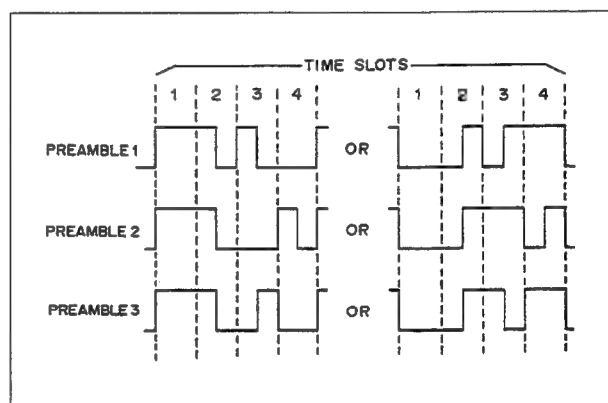 TIME SLOTS
1 2 3 4 1 2 3 4
PREAMBLE 1 OR
PREAMBLE 2 OR
PREAMBLE 3 OR